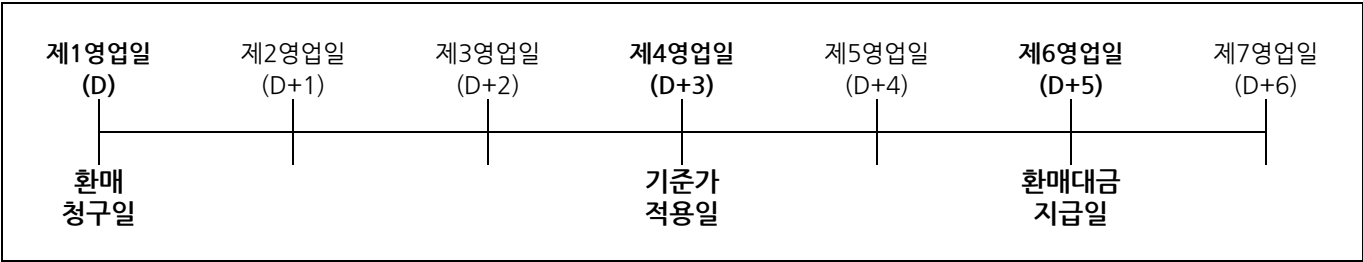 제1영업일 제2영업일 제3영업일 제4영업일 제5영업일 제6영업일 제7영업일
(D) (D+1) (D+2) (D+3) (D+4) (D+5) (D+6)
환매 기준가 환매대금
청구일 적용일 지급일